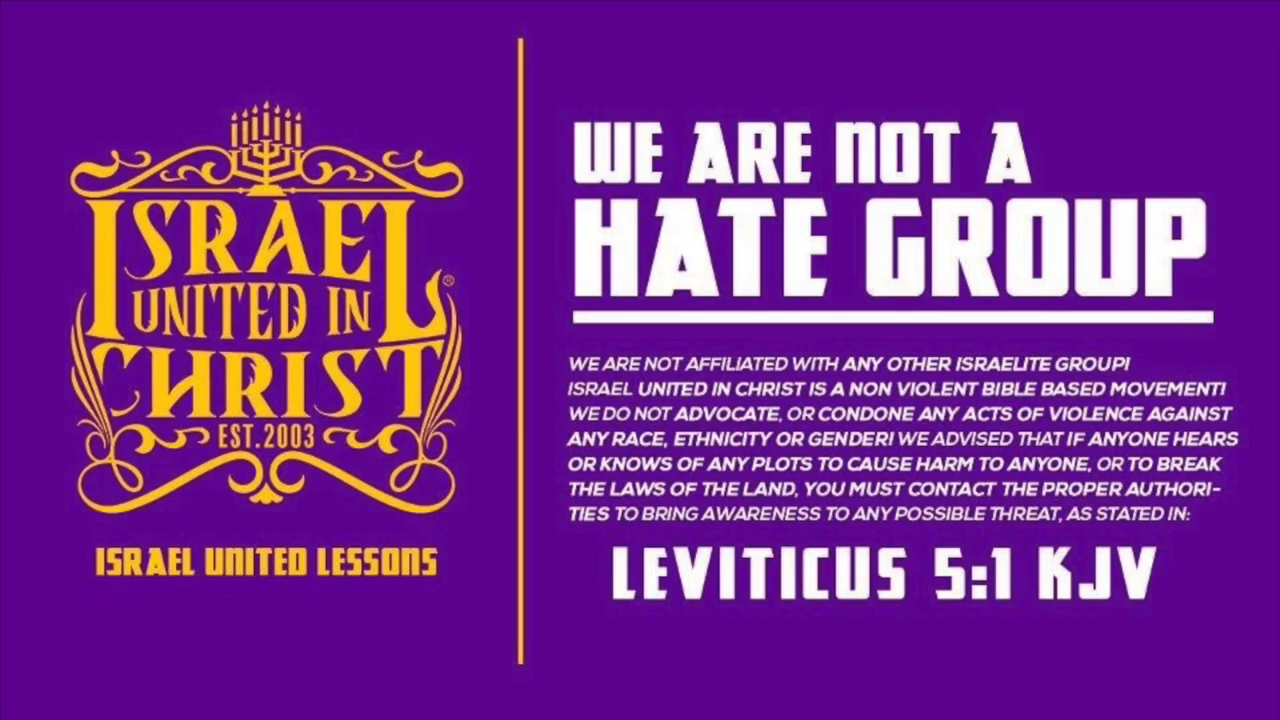 ISRAEL
UNITED IN
CHRIST
EST.2003
®
ISRAEL UNITED LESSONS
WE ARE NOT A
HATE GROUP
WE ARE NOT AFFILIATED WITH ANY OTHER ISRAELITE GROUP!
ISRAEL UNITED IN CHRIST IS A NON VIOLENT BIBLE BASED MOVEMENT!
WE DO NOT ADVOCATE, OR CONDONE ANY ACTS OF VIOLENCE AGAINST
ANY RACE, ETHNICITY OR GENDER! WE ADVISED THAT IF ANYONE HEARS
OR KNOWS OF ANY PLOTS TO CAUSE HARM TO ANYONE, OR TO BREAK
THE LAWS OF THE LAND, YOU MUST CONTACT THE PROPER AUTHORI-
TIES TO BRING AWARENESS TO ANY POSSIBLE THREAT, AS STATED IN:
LEVITICUS 5:1 KJV